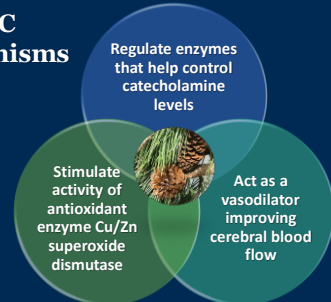 C
nisms
Regulate enzymes
that help control
catecholamine
levels
Stimulate
activity of
antioxidant
enzyme Cu/Zn
superoxide
dismutase
Act as a
vasodilator
improving
cerebral blood
flow